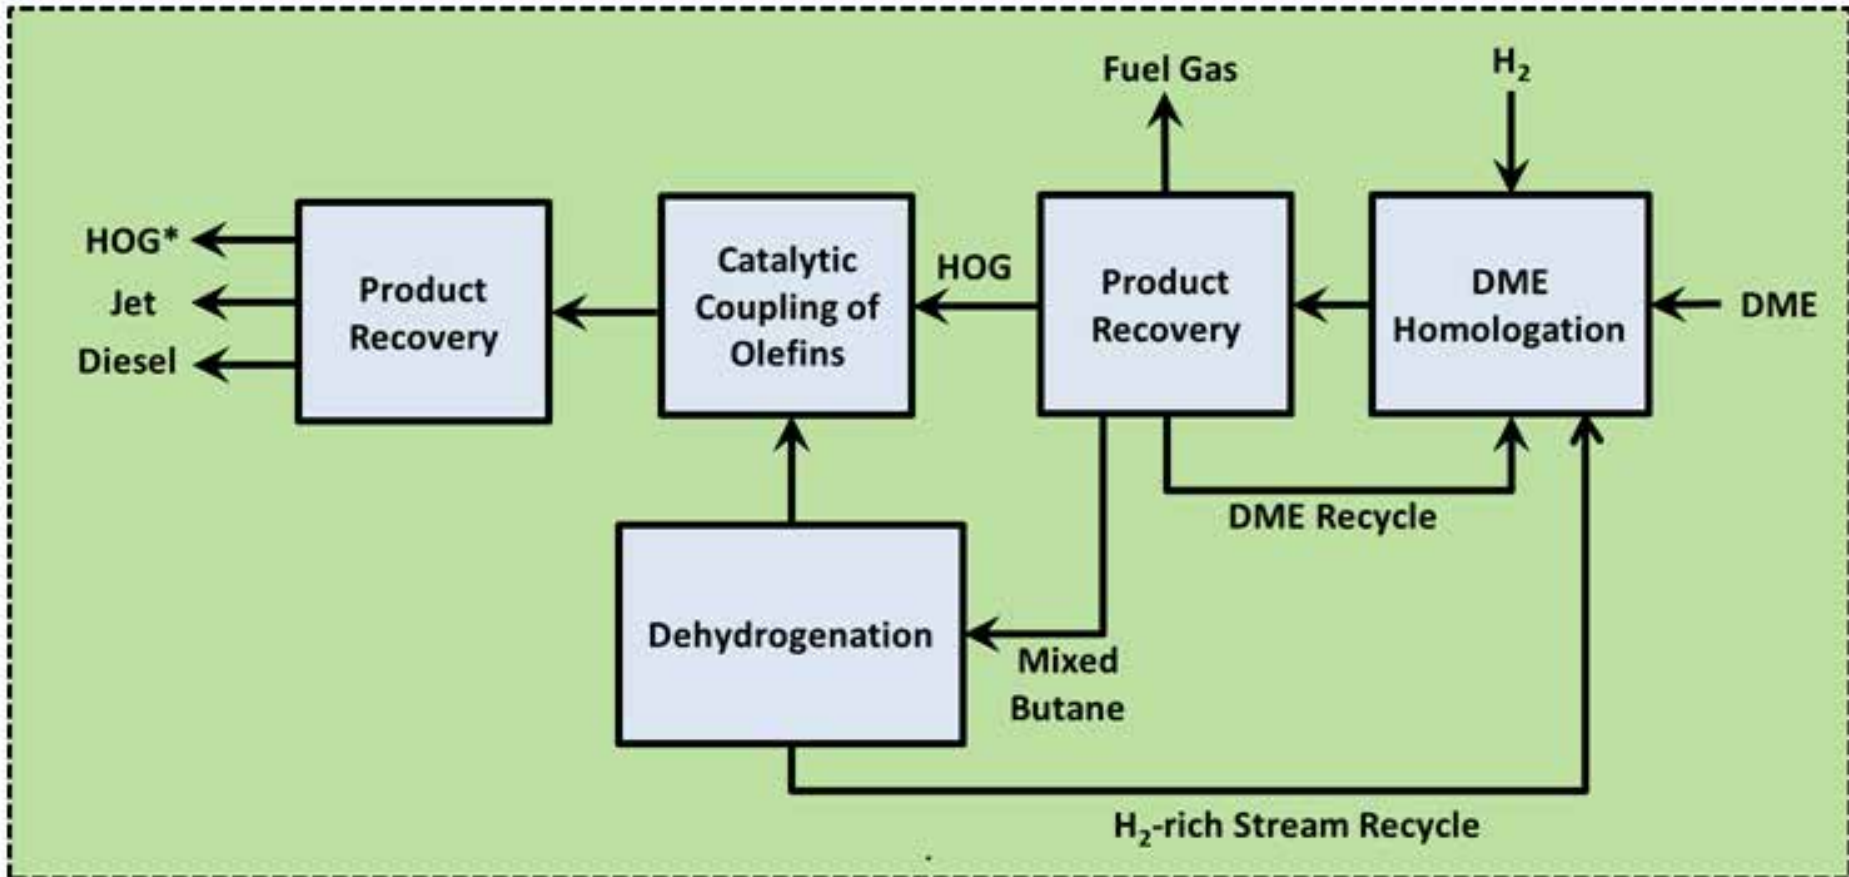 Fuel Gas
H₂
HOG*
Jet
Diesel
Product
Recovery
Catalytic
Coupling of
Olefins
HOG
Product
Recovery
DME
Homologation
DME
DME Recycle
Dehydrogenation
Mixed
Butane
H₂-rich Stream Recycle